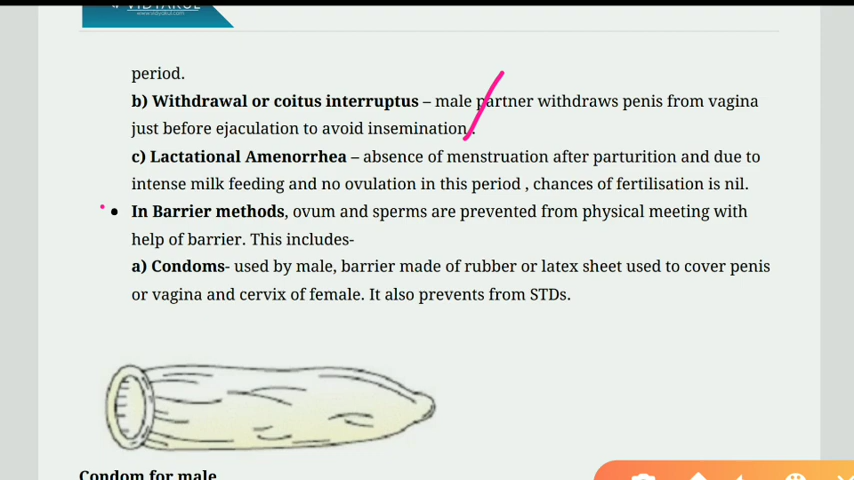 VIDYAKUL
www.vidyakul.com
period.
b) Withdrawal or coitus interruptus – male partner withdraws penis from vagina
just before ejaculation to avoid insemination.
c) Lactational Amenorrhea – absence of menstruation after parturition and due to
intense milk feeding and no ovulation in this period , chances of fertilisation is nil.
• In Barrier methods, ovum and sperms are prevented from physical meeting with
help of barrier. This includes-
a) Condoms- used by male, barrier made of rubber or latex sheet used to cover penis
or vagina and cervix of female. It also prevents from STDs.
Condom for male